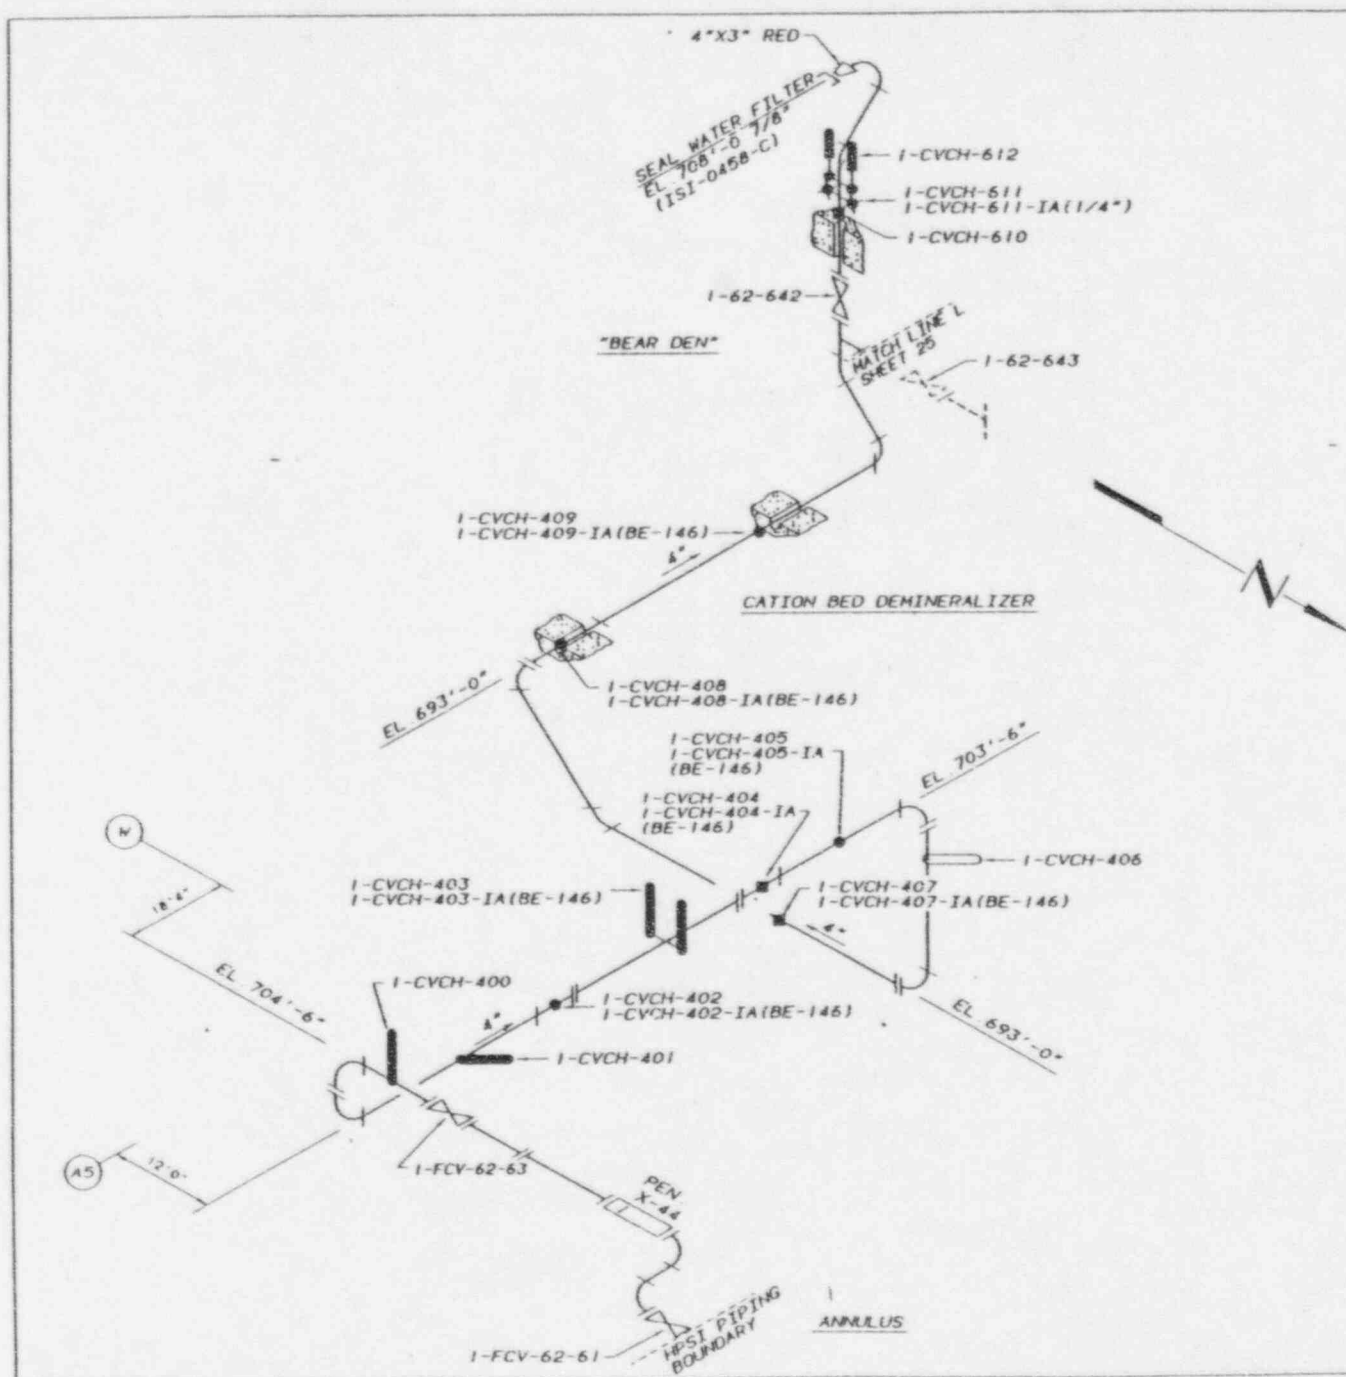 4"X3" RED
SEAL WATER FILTER
EL. 708'-0 7/8"
(ISI-0458-C)
1-CVCH-612
1-CVCH-611
1-CVCH-611-IA(1/4")
1-CVCH-610
1-62-642
"BEAR DEN"
MATCH LINE L
SHEET 25
1-62-643
1-CVCH-409
1-CVCH-409-IA(BE-146)
4"
N
CATION BED DEMINERALIZER
1-CVCH-408
1-CVCH-408-IA(BE-146)
EL. 693'-0"
1-CVCH-405
1-CVCH-405-IA
(BE-146)
EL. 703'-6"
1-CVCH-404
1-CVCH-404-IA
(BE-146)
1-CVCH-406
W
18'-4"
1-CVCH-403
1-CVCH-403-IA(BE-146)
1-CVCH-407
1-CVCH-407-IA(BE-146)
4"
EL. 704'-6"
1-CVCH-400
4"
1-CVCH-402
1-CVCH-402-IA(BE-146)
EL. 693'-0"
1-CVCH-401
A5
12'0"
1-FCV-62-63
PEN
X-44
1-FCV-62-61
HPSI PIPING
BOUNDARY
ANNULUS